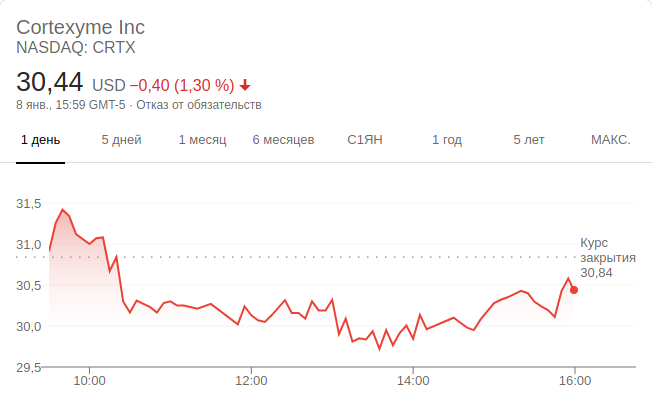 Cortexyme Inc
NASDAQ: CRTX
30,44 USD −0,40 (1,30 %)
8 янв., 15:59 GMT-5 · Отказ от обязательств
1 день 5 дней 1 месяц 6 месяцев С1ЯН 1 год 5 лет МАКС.
31,5
31,0
30,5
30,0
29,5
Курс
закрытия
30,84
10:00 12:00 14:00 16:00